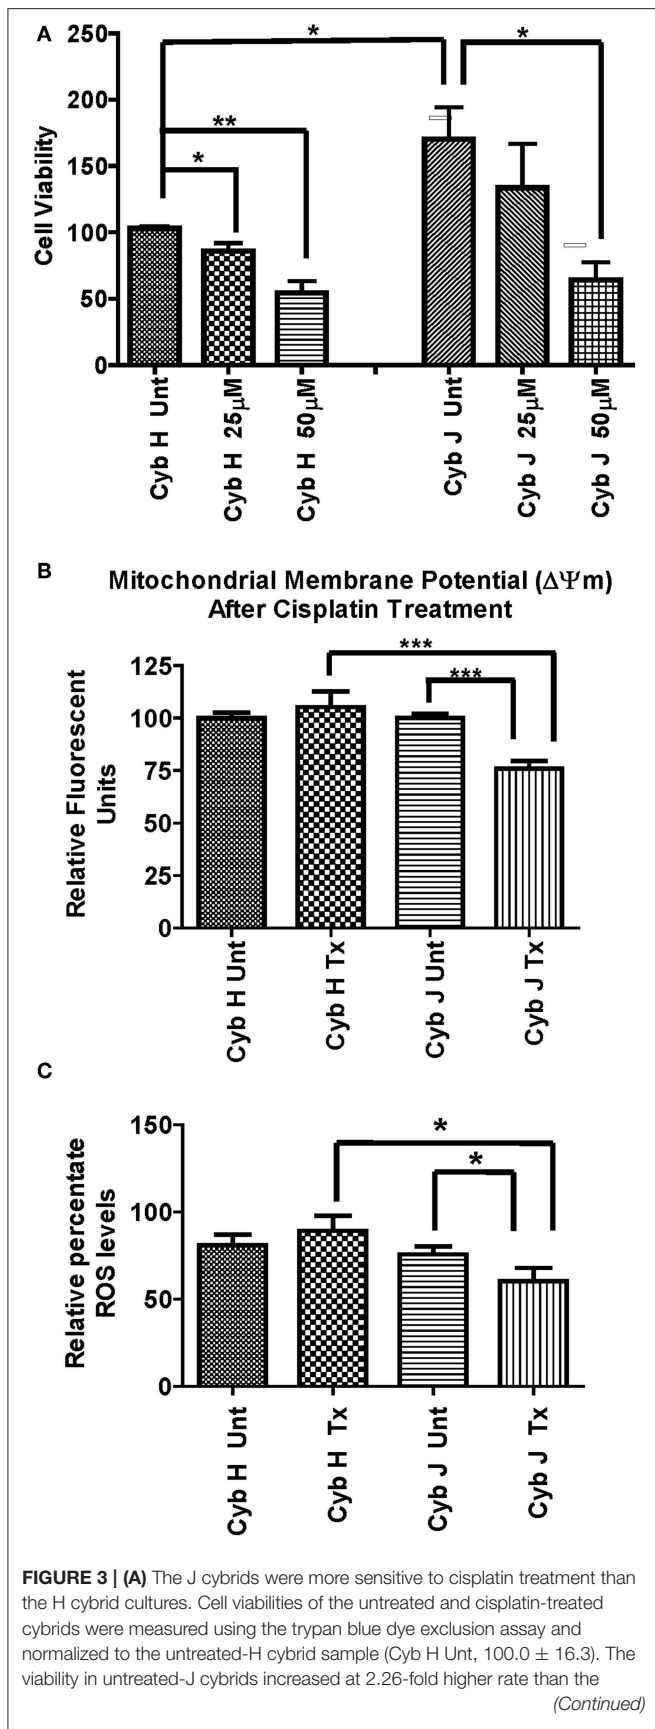 A
250
200
150
100
50
0
Cell Viability
*
**
*
*
Cyb H Unt
Cyb H 25μM
Cyb H 50μM
Cyb J Unt
Cyb J 25μM
Cyb J 50μM
B
Mitochondrial Membrane Potential (ΔΨm)
After Cisplatin Treatment
125
100
75
50
25
0
Relative Fluorescent
Units
***
***
Cyb H Unt
Cyb H Tx
Cyb J Unt
Cyb J Tx
C
150
100
50
0
Relative percentate
ROS levels
*
*
Cyb H Unt
Cyb H Tx
Cyb J Unt
Cyb J Tx
FIGURE 3 | (A) The J cybrids were more sensitive to cisplatin treatment than
the H cybrid cultures. Cell viabilities of the untreated and cisplatin-treated
cybrids were measured using the trypan blue dye exclusion assay and
normalized to the untreated-H cybrid sample (Cyb H Unt, 100.0 ± 16.3). The
viability in untreated-J cybrids increased at 2.26-fold higher rate than the
(Continued)